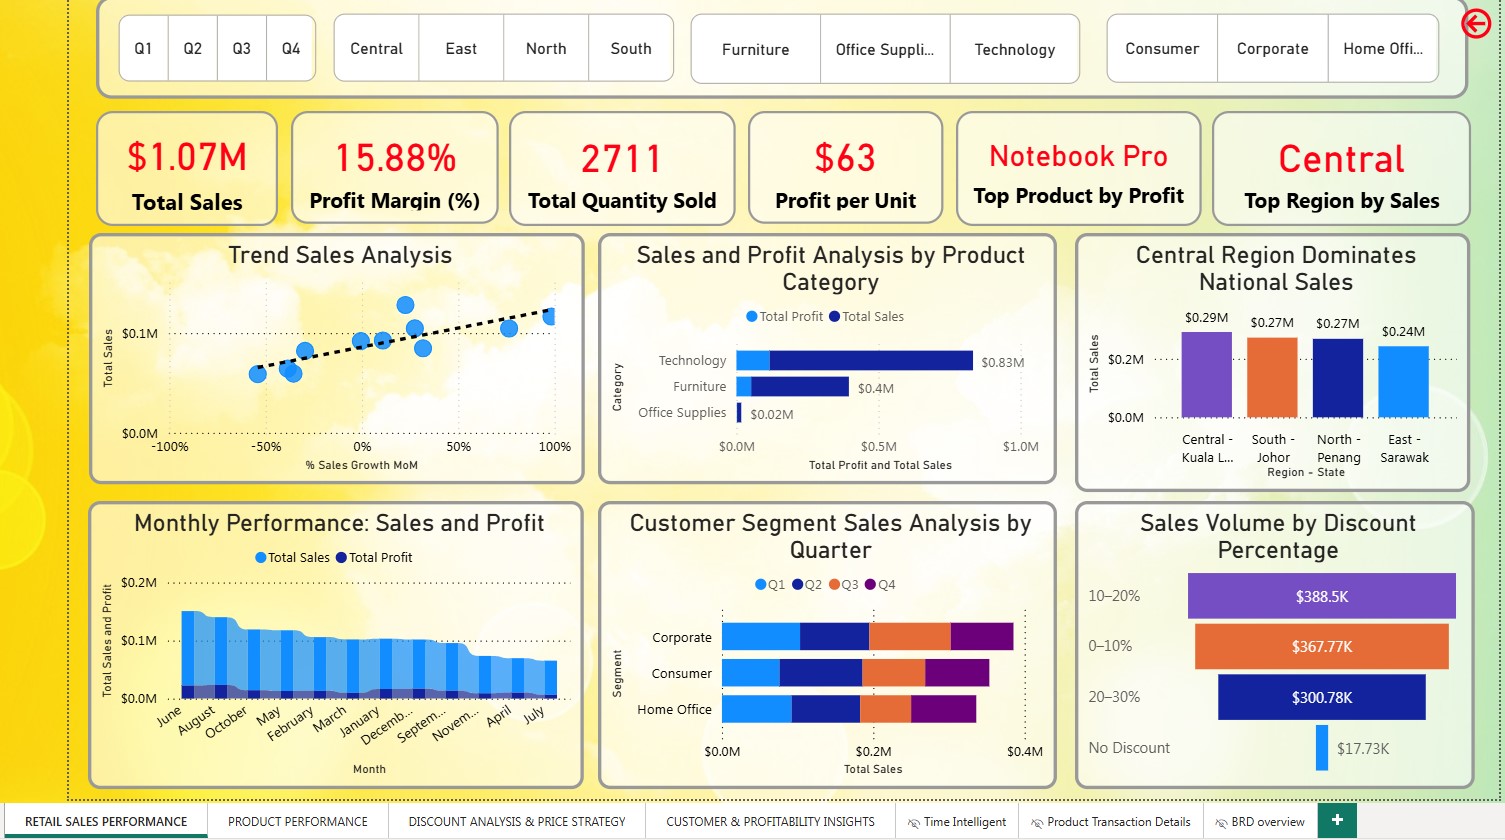 Q1 Q2 Q3 Q4 Central East North South Furniture Office Suppli... Technology Consumer Corporate Home Offi...
$1.07M
Total Sales
15.88%
Profit Margin (%)
2711
Total Quantity Sold
$63
Profit per Unit
Notebook Pro
Top Product by Profit
Central
Top Region by Sales
Trend Sales Analysis
Total Sales
$0.1M
$0.0M
-100% -50% 0% 50% 100%
% Sales Growth MoM
Sales and Profit Analysis by Product
Category
Total Profit Total Sales
Category
Technology $0.83M
Furniture $0.4M
Office Supplies $0.02M
$0.0M $0.5M $1.0M
Total Profit and Total Sales
Central Region Dominates
National Sales
Total Sales
$0.29M $0.27M $0.27M $0.24M
$0.2M
$0.0M
Central - South - North - East -
Kuala L... Johor Penang Sarawak
Region - State
Monthly Performance: Sales and Profit
Total Sales Total Profit
Total Sales and Profit
$0.2M
$0.1M
$0.0M
June August October May February March January Decemb... Septem... Novem... April July
Month
Customer Segment Sales Analysis by
Quarter
Q1 Q2 Q3 Q4
Segment
Corporate
Consumer
Home Office
$0.0M $0.2M $0.4M
Total Sales
Sales Volume by Discount
Percentage
10–20% $388.5K
0–10% $367.77K
20–30% $300.78K
No Discount $17.73K
RETAIL SALES PERFORMANCE PRODUCT PERFORMANCE DISCOUNT ANALYSIS & PRICE STRATEGY CUSTOMER & PROFITABILITY INSIGHTS Time Intelligent Product Transaction Details BRD overview +